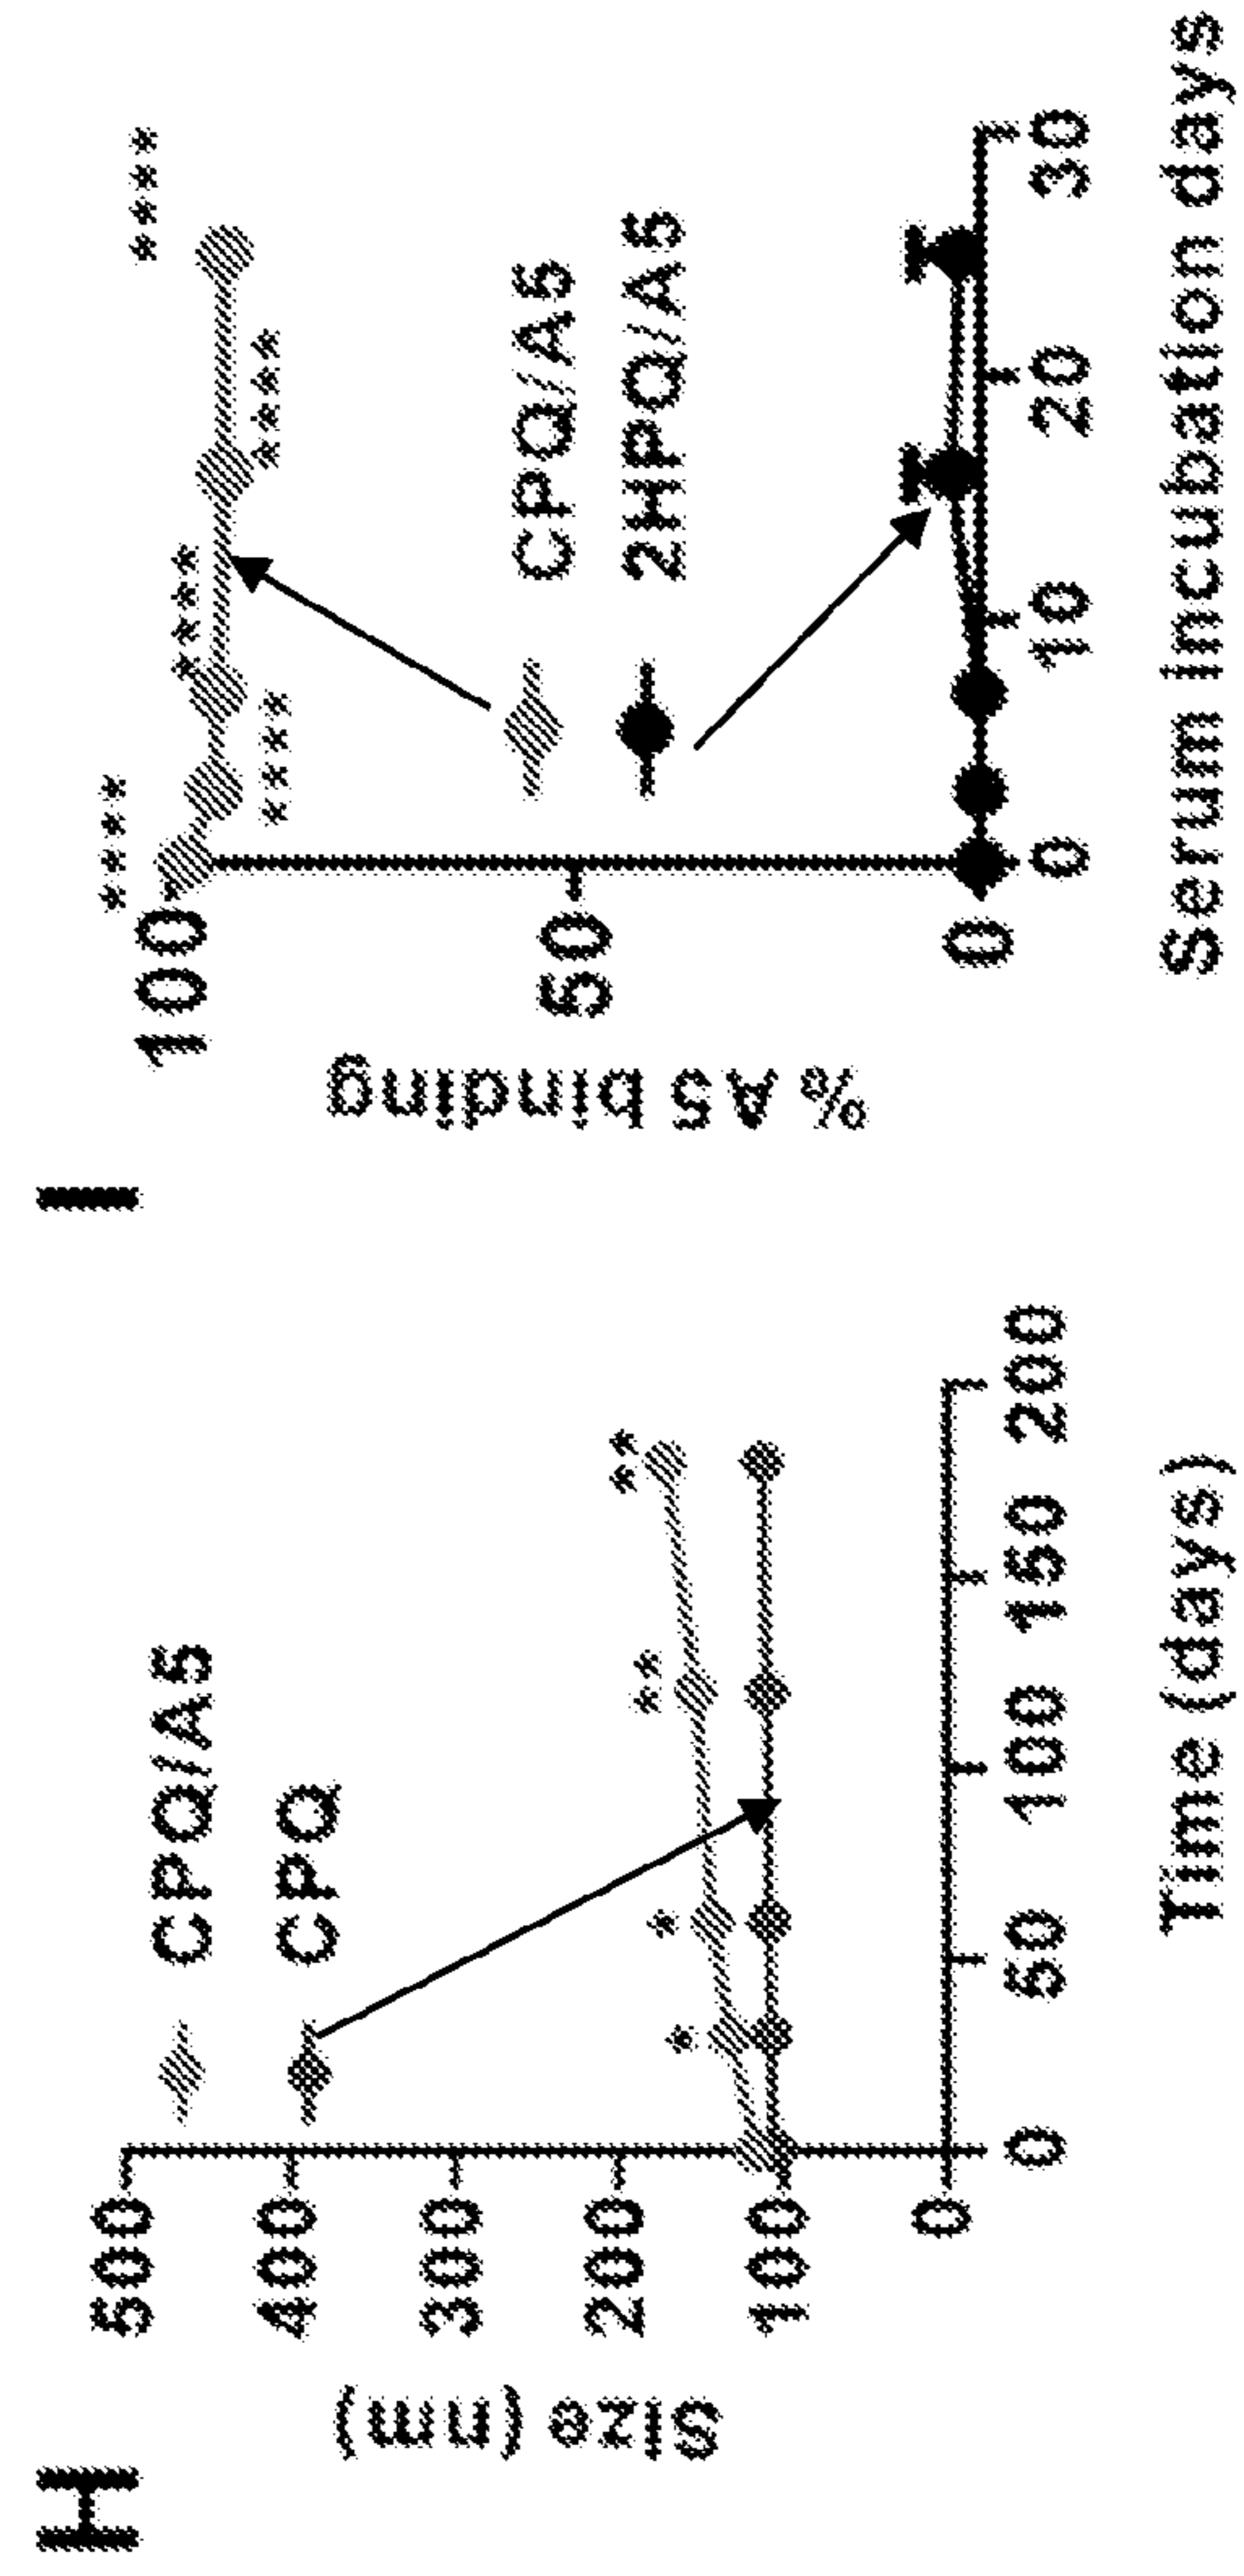 H
Size (nm)
500
400
300
200
100
0
CPQ/A5
CPQ
*
*
**
**
0 50 100 150 200
Time (days)
I
% A5 binding
100
50
0
****
****
****
****
****
CPQ/A5
2HPQ/A5
0 10 20 30
Serum incubation days